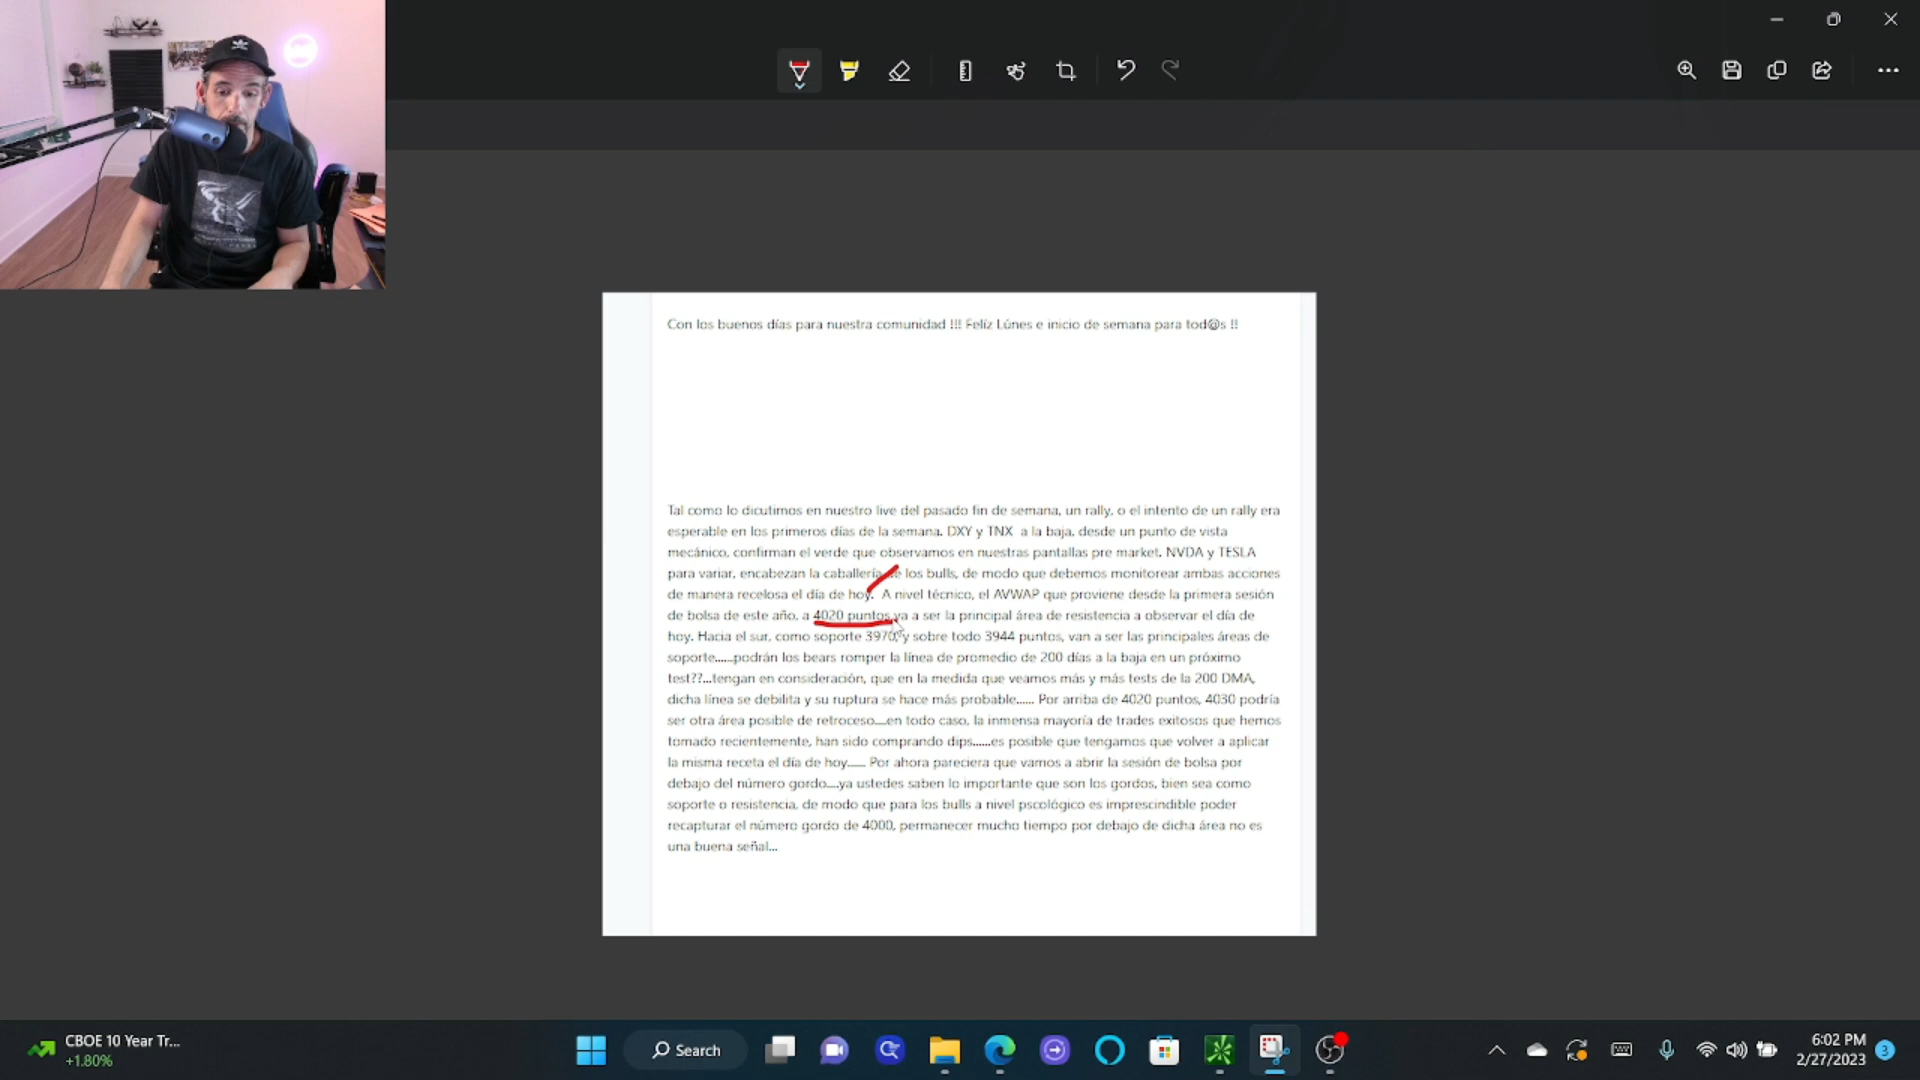 Con los buenos días para nuestra comunidad !!! Felíz Lúnes e inicio de semana para tod@s !!
Tal como lo dicutimos en nuestro live del pasado fin de semana, un rally, o el intento de un rally era
esperable en los primeros días de la semana. DXY y TNX a la baja, desde un punto de vista
mecánico, confirman el verde que observamos en nuestras pantallas pre market. NVDA y TESLA
para variar, encabezan la caballería los bulls, de modo que debemos monitorear ambas acciones
de manera recelosa el día de hoy. A nivel técnico, el AVWAP que proviene desde la primera sesión
de bolsa de este año, a 4020 puntos va a ser la principal área de resistencia a observar el día de
hoy. Hacia el sur, como soporte 3970, y sobre todo 3944 puntos, van a ser las principales áreas de
soporte......podrán los bears romper la línea de promedio de 200 días a la baja en un próximo
test??...tengan en consideración, que en la medida que veamos más y más tests de la 200 DMA,
dicha línea se debilita y su ruptura se hace más probable...... Por arriba de 4020 puntos, 4030 podría
ser otra área posible de retroceso....en todo caso, la inmensa mayoría de trades exitosos que hemos
tomado recientemente, han sido comprando dips......es posible que tengamos que volver a aplicar
la misma receta el día de hoy...... Por ahora pareciera que vamos a abrir la sesión de bolsa por
debajo del número gordo....ya ustedes saben lo importante que son los gordos, bien sea como
soporte o resistencia, de modo que para los bulls a nivel pscológico es imprescindible poder
recapturar el número gordo de 4000, permanecer mucho tiempo por debajo de dicha área no es
una buena señal...
CBOE 10 Year Tr...
+1.80%
Search
6:02 PM
2/27/2023
3